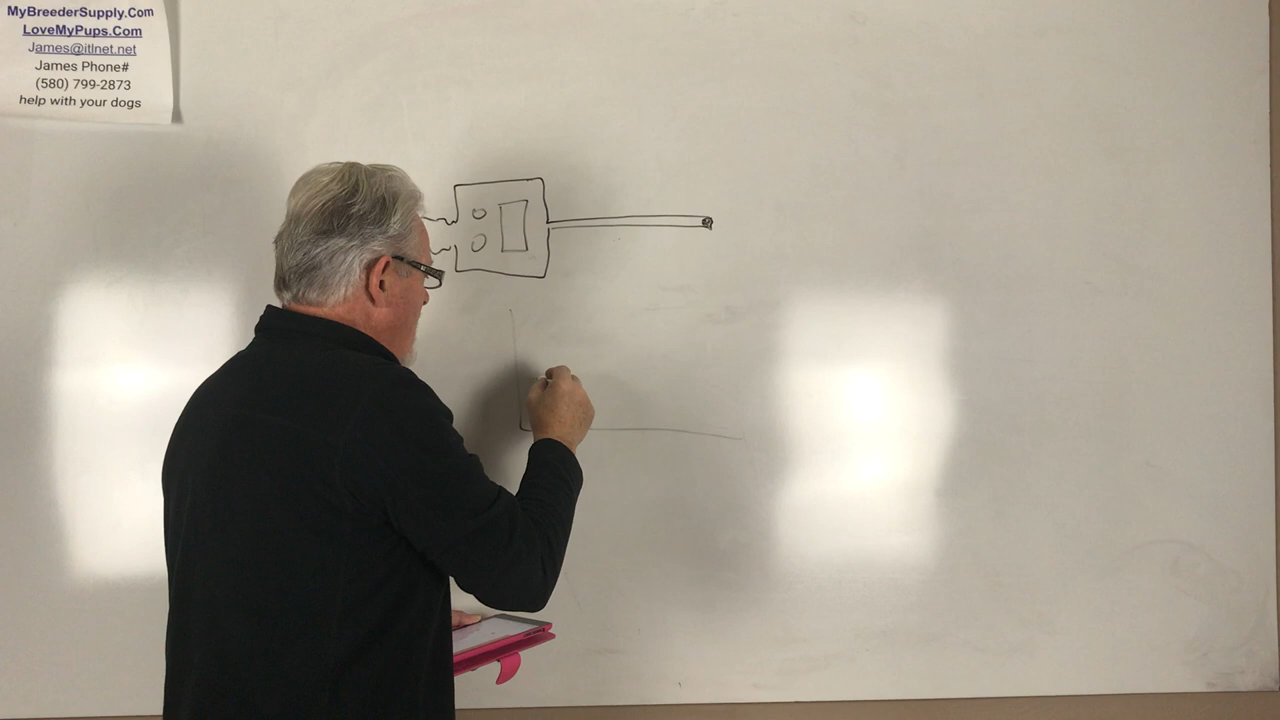 MyBreederSupply.Com
LoveMyPups.Com
James@itlnet.net
James Phone#
(580) 799-2873
help with your dogs